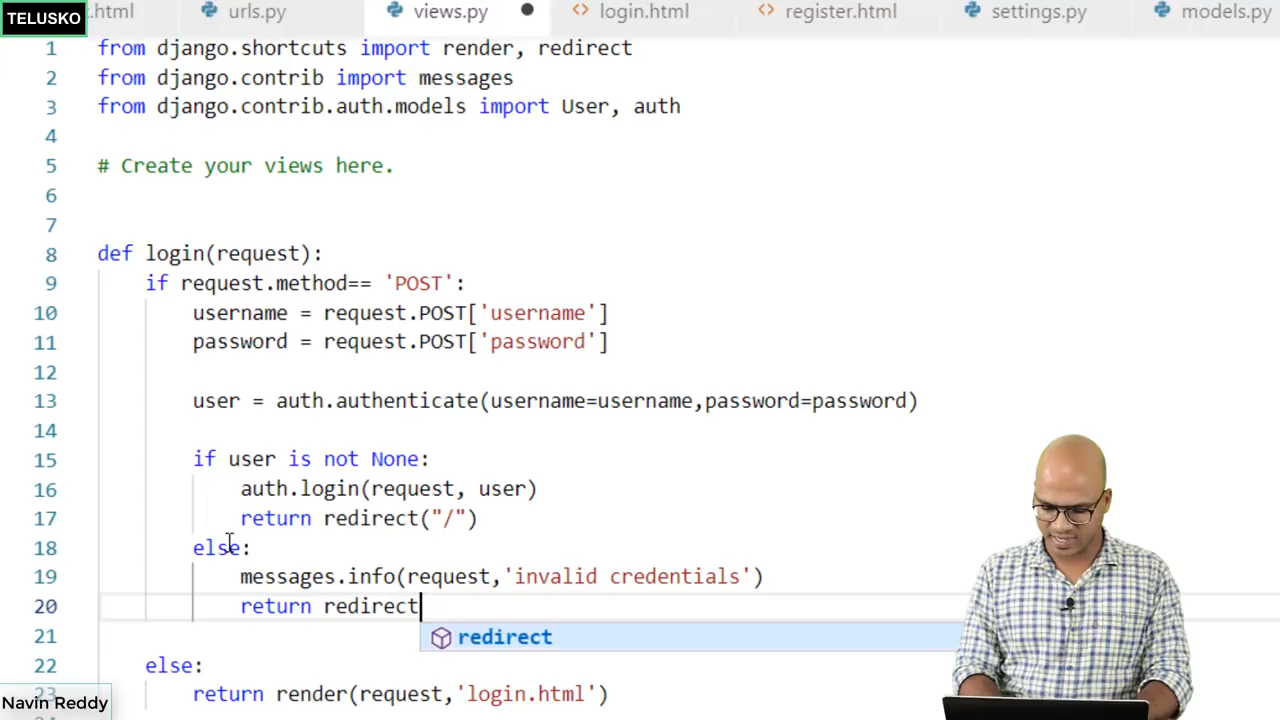 TELUSKO
.html urls.py views.py login.html register.html settings.py models.py
1 from django.shortcuts import render, redirect
2 from django.contrib import messages
3 from django.contrib.auth.models import User, auth
4
5 # Create your views here.
6
7
8 def login(request):
9 if request.method== 'POST':
10 username = request.POST['username']
11 password = request.POST['password']
12
13 user = auth.authenticate(username=username,password=password)
14
15 if user is not None:
16 auth.login(request, user)
17 return redirect("/")
18 else:
19 messages.info(request,'invalid credentials')
20 return redirect
redirect
21
22 else:
23 return render(request,'login.html')
Navin Reddy